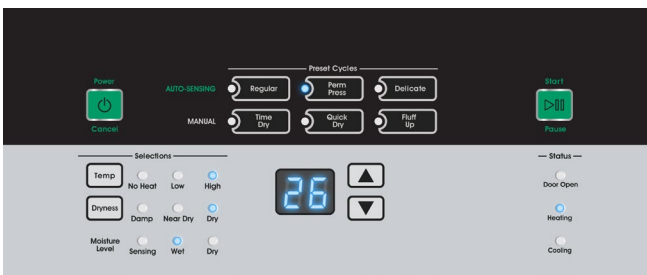 Preset Cycles
Power
Start
AUTO-SENSING
Regular
Perm
Press
Delicate
MANUAL
Time
Dry
Quick
Dry
Fluff
Up
Cancel
Pause
Selections
Status
Temp
No Heat
Low
High
26
Door Open
Dryness
Damp
Near Dry
Dry
Heating
Moisture
Level
Sensing
Wet
Dry
Cooling